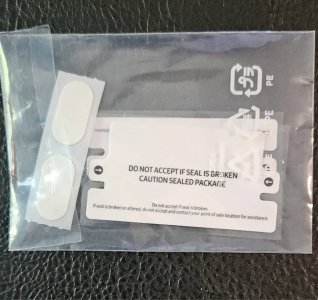 DO NOT ACCEPT IF SEAL IS BROKEN
CAUTION SEALED PACKAGE
Do not accept if seal is broken.
If seal is broken or altered, do not accept and contact your point of sale location for assistance.
PE
PE